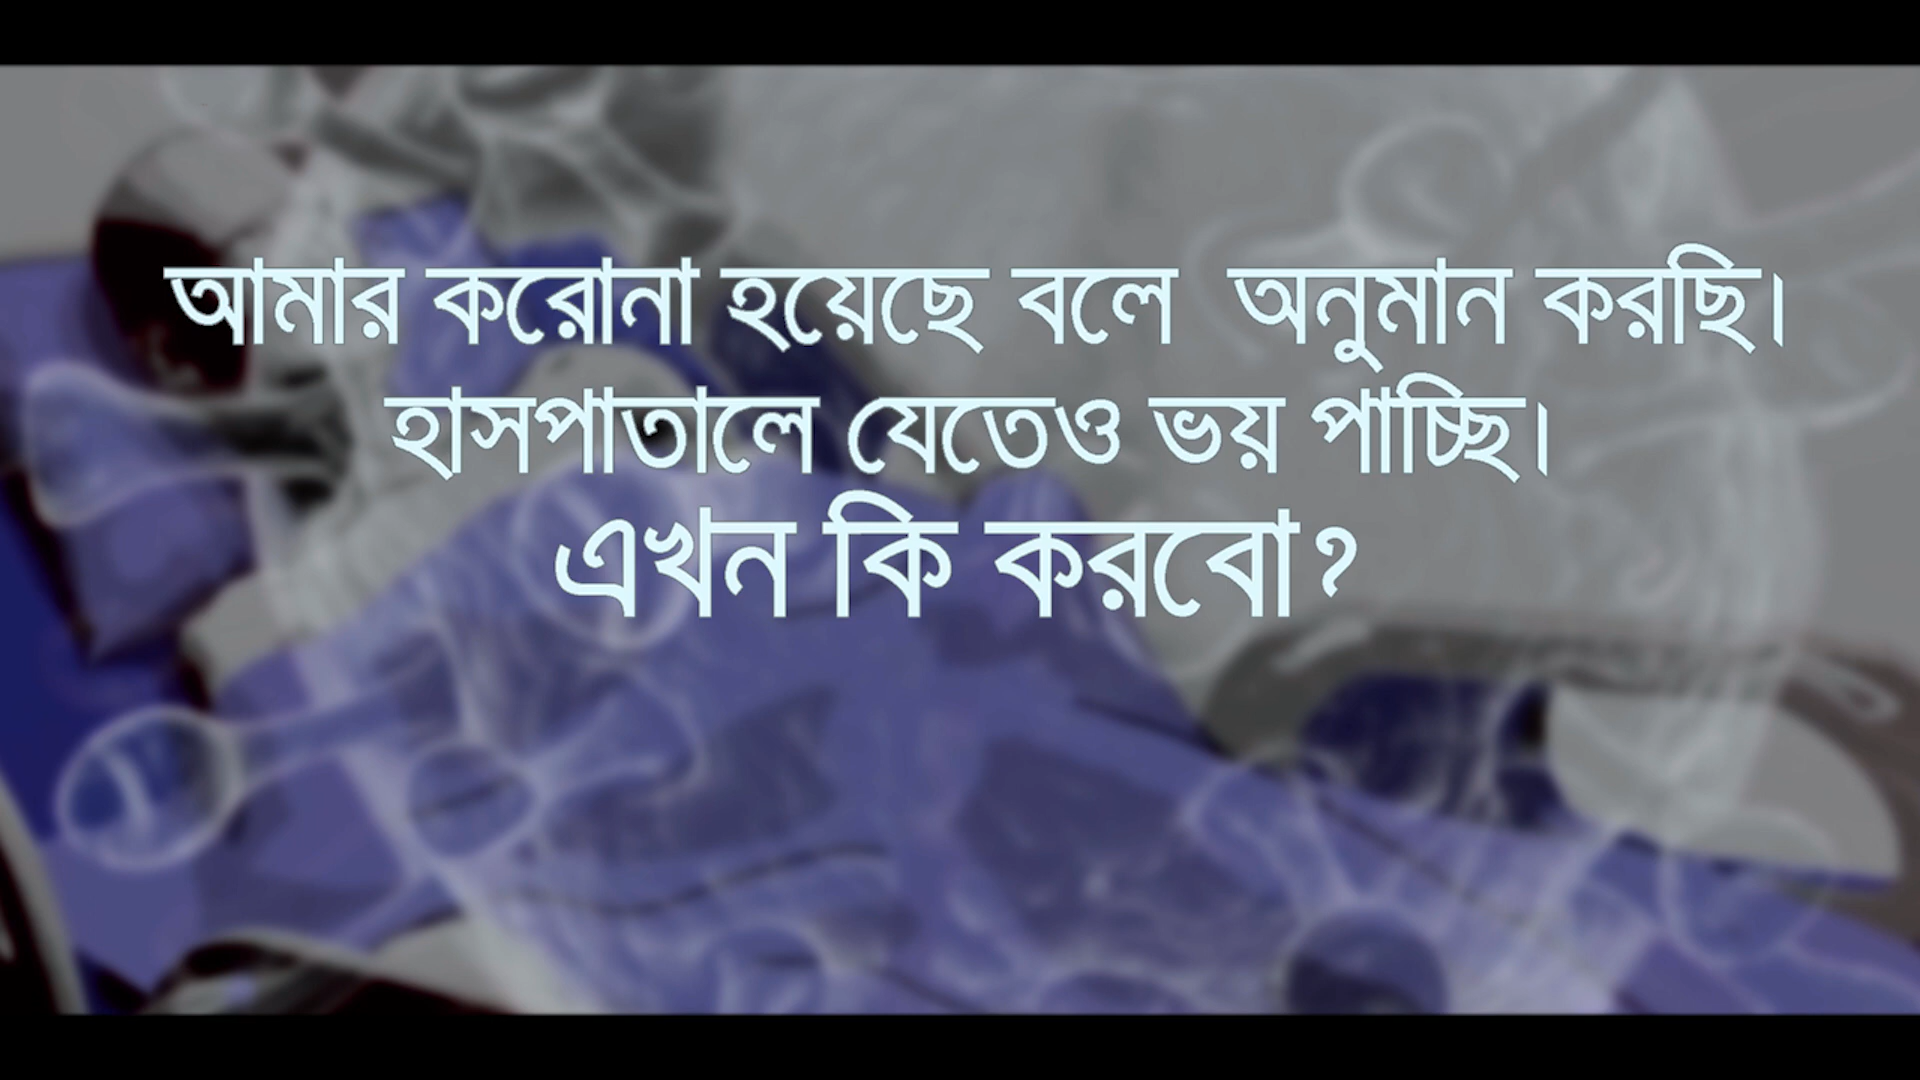 আমার করোনা হয়েছে বলে অনুমান করছি।
হাসপাতালে যেতেও ভয় পাচ্ছি।
এখন কি করবো?